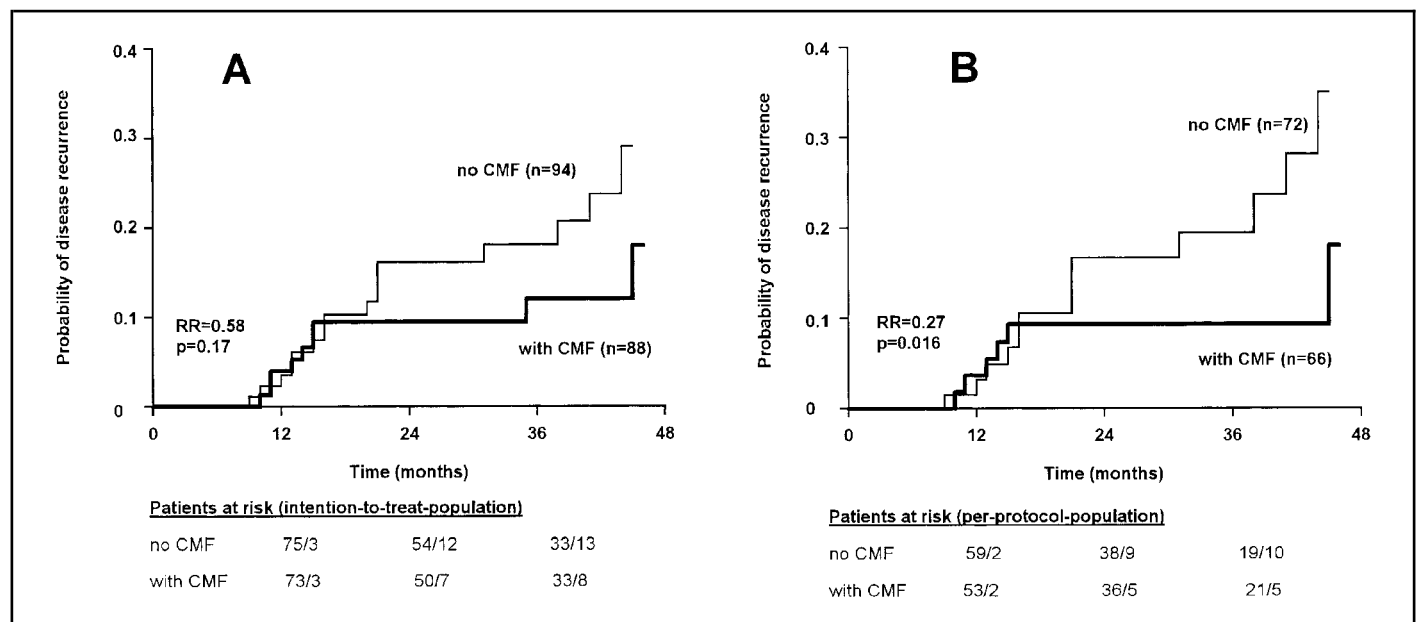 A
Probability of disease recurrence
0.4
0.3
0.2
0.1
0
no CMF (n=94)
RR=0.58
p=0.17
with CMF (n=88)
0 12 24 36 48
Time (months)
Patients at risk (intention-to-treat-population)
no CMF 75/3 54/12 33/13
with CMF 73/3 50/7 33/8
B
Probability of disease recurrence
0.4
0.3
0.2
0.1
0
no CMF (n=72)
RR=0.27
p=0.016
with CMF (n=66)
0 12 24 36 48
Time (months)
Patients at risk (per-protocol-population)
no CMF 59/2 38/9 19/10
with CMF 53/2 36/5 21/5